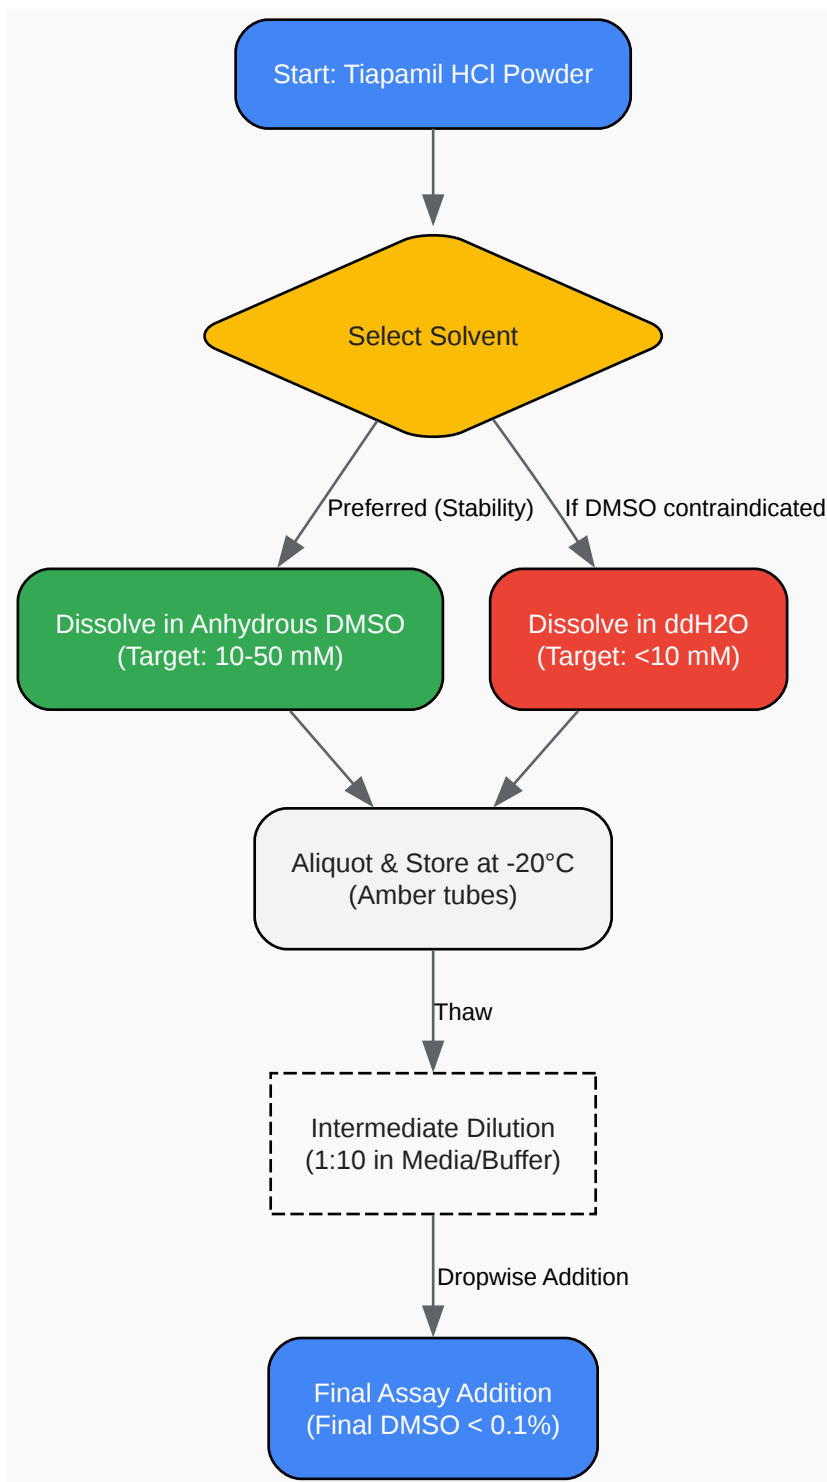 Start: Tiapamil HCl Powder
Select Solvent
Preferred (Stability)
If DMSO contraindicated
Dissolve in Anhydrous DMSO
(Target: 10-50 mM)
Dissolve in ddH2O
(Target: <10 mM)
Aliquot & Store at -20°C
(Amber tubes)
Thaw
Intermediate Dilution
(1:10 in Media/Buffer)
Dropwise Addition
Final Assay Addition
(Final DMSO < 0.1%)